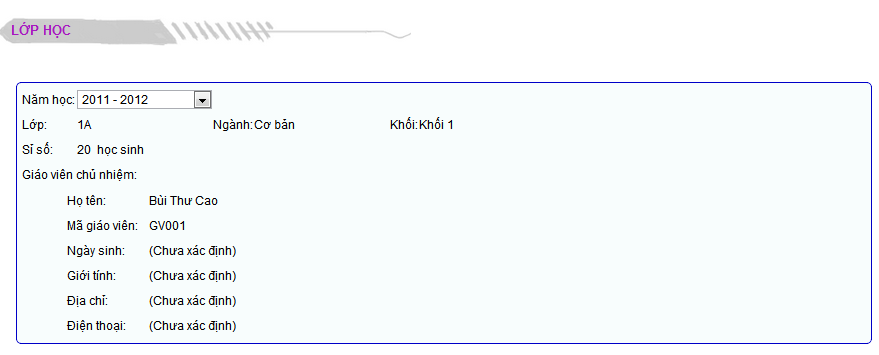 LỚP HỌC
Năm học: 2011 - 2012
Lớp: 1A Ngành: Cơ bản Khối: Khối 1
Sỉ số: 20 học sinh
Giáo viên chủ nhiệm:
Họ tên: Bùi Thư Cao
Mã giáo viên: GV001
Ngày sinh: (Chưa xác định)
Giới tính: (Chưa xác định)
Địa chỉ: (Chưa xác định)
Điện thoại: (Chưa xác định)